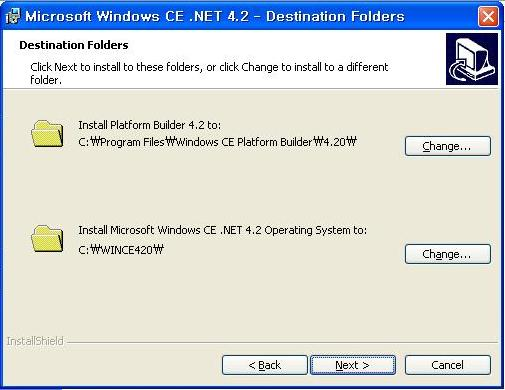 Microsoft Windows CE .NET 4.2 - Destination Folders
Destination Folders
Click Next to install to these folders, or click Change to install to a different
folder.
Install Platform Builder 4.2 to:
C:₩Program Files₩Windows CE Platform Builder₩4.20₩
Change...
Install Microsoft Windows CE .NET 4.2 Operating System to:
C:₩WINCE420₩
Change...
InstallShield
< Back
Next >
Cancel